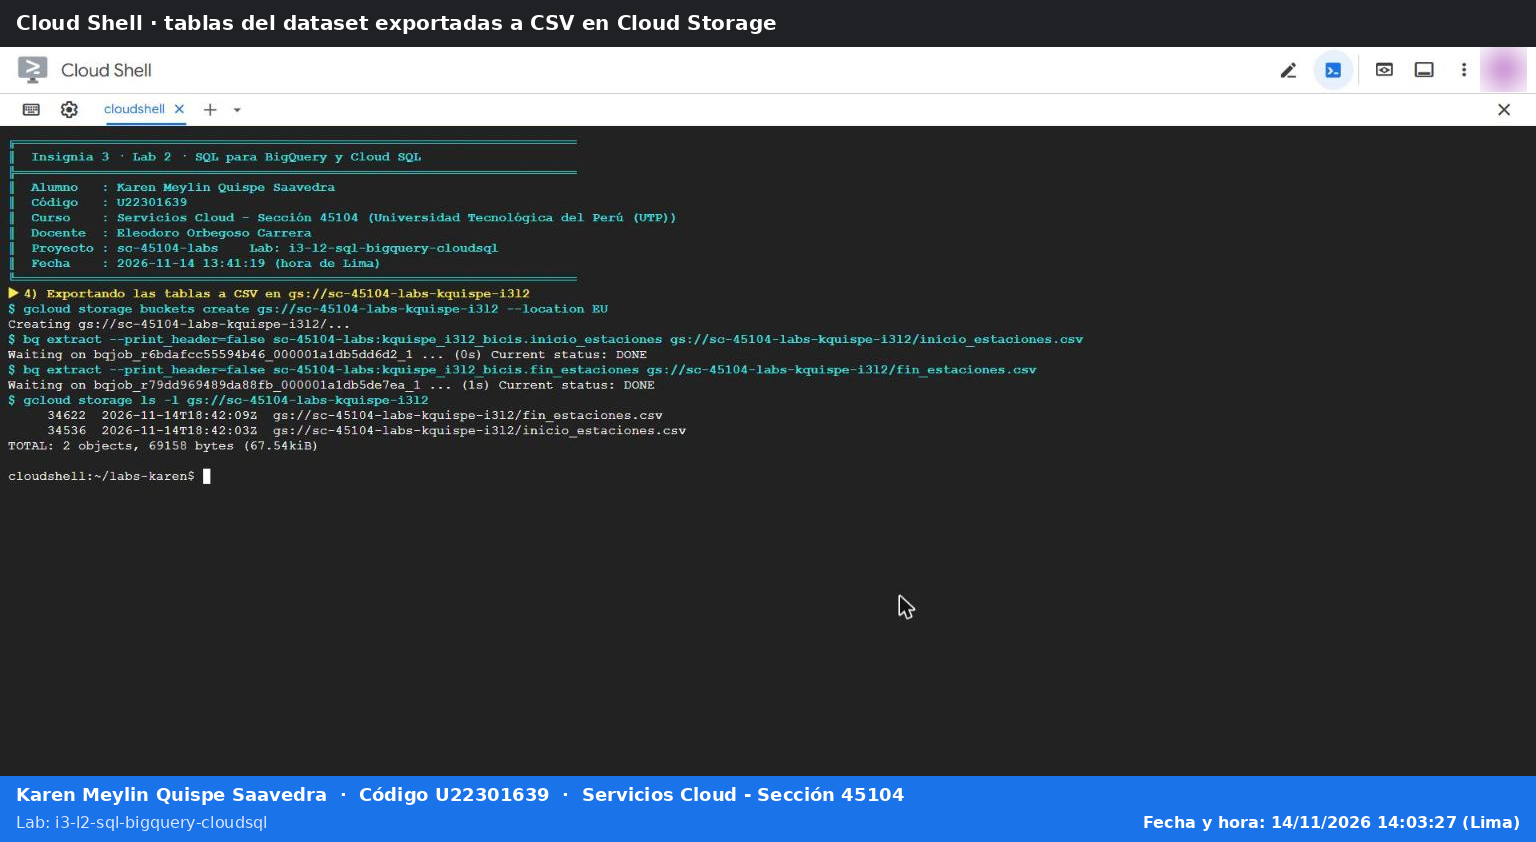 Cloud Shell · tablas del dataset exportadas a CSV en Cloud Storage
Cloud Shell
cloudshell
Insignia 3 · Lab 2 · SQL para BigQuery y Cloud SQL
Alumno : Karen Meylin Quispe Saavedra
Código : U22301639
Curso : Servicios Cloud - Sección 45104 (Universidad Tecnológica del Perú (UTP))
Docente : Eleodoro Orbegoso Carrera
Proyecto : sc-45104-labs Lab: i3-l2-sql-bigquery-cloudsql
Fecha : 2026-11-14 13:41:19 (hora de Lima)
▶ 4) Exportando las tablas a CSV en gs://sc-45104-labs-kquispe-i3l2
$ gcloud storage buckets create gs://sc-45104-labs-kquispe-i3l2 --location EU
Creating gs://sc-45104-labs-kquispe-i3l2/...
$ bq extract --print_header=false sc-45104-labs:kquispe_i3l2_bicis.inicio_estaciones gs://sc-45104-labs-kquispe-i3l2/inicio_estaciones.csv
Waiting on bqjob_r6bdafcc55594b46_000001a1db5dd6d2_1 ... (0s) Current status: DONE
$ bq extract --print_header=false sc-45104-labs:kquispe_i3l2_bicis.fin_estaciones gs://sc-45104-labs-kquispe-i3l2/fin_estaciones.csv
Waiting on bqjob_r79dd969489da88fb_000001a1db5de7ea_1 ... (1s) Current status: DONE
$ gcloud storage ls -l gs://sc-45104-labs-kquispe-i3l2
34622 2026-11-14T18:42:09Z gs://sc-45104-labs-kquispe-i3l2/fin_estaciones.csv
34536 2026-11-14T18:42:03Z gs://sc-45104-labs-kquispe-i3l2/inicio_estaciones.csv
TOTAL: 2 objects, 69158 bytes (67.54kiB)
cloudshell:~/labs-karen$
Karen Meylin Quispe Saavedra · Código U22301639 · Servicios Cloud - Sección 45104
Lab: i3-l2-sql-bigquery-cloudsql
Fecha y hora: 14/11/2026 14:03:27 (Lima)